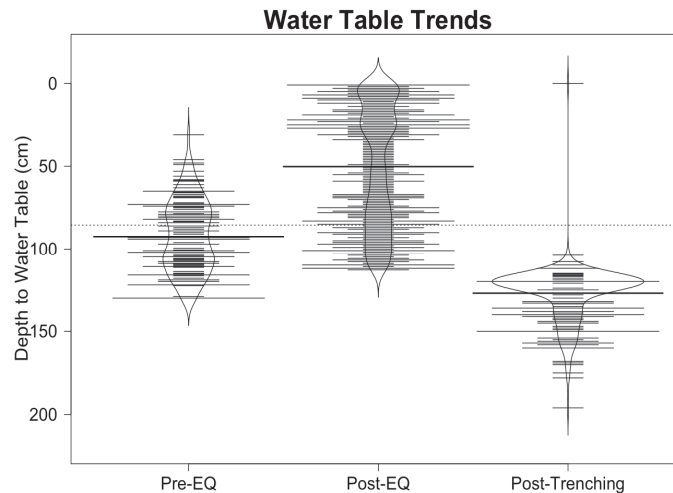 Water Table Trends
Depth to Water Table (cm)
0
50
100
150
200
Pre-EQ
Post-EQ
Post-Trenching